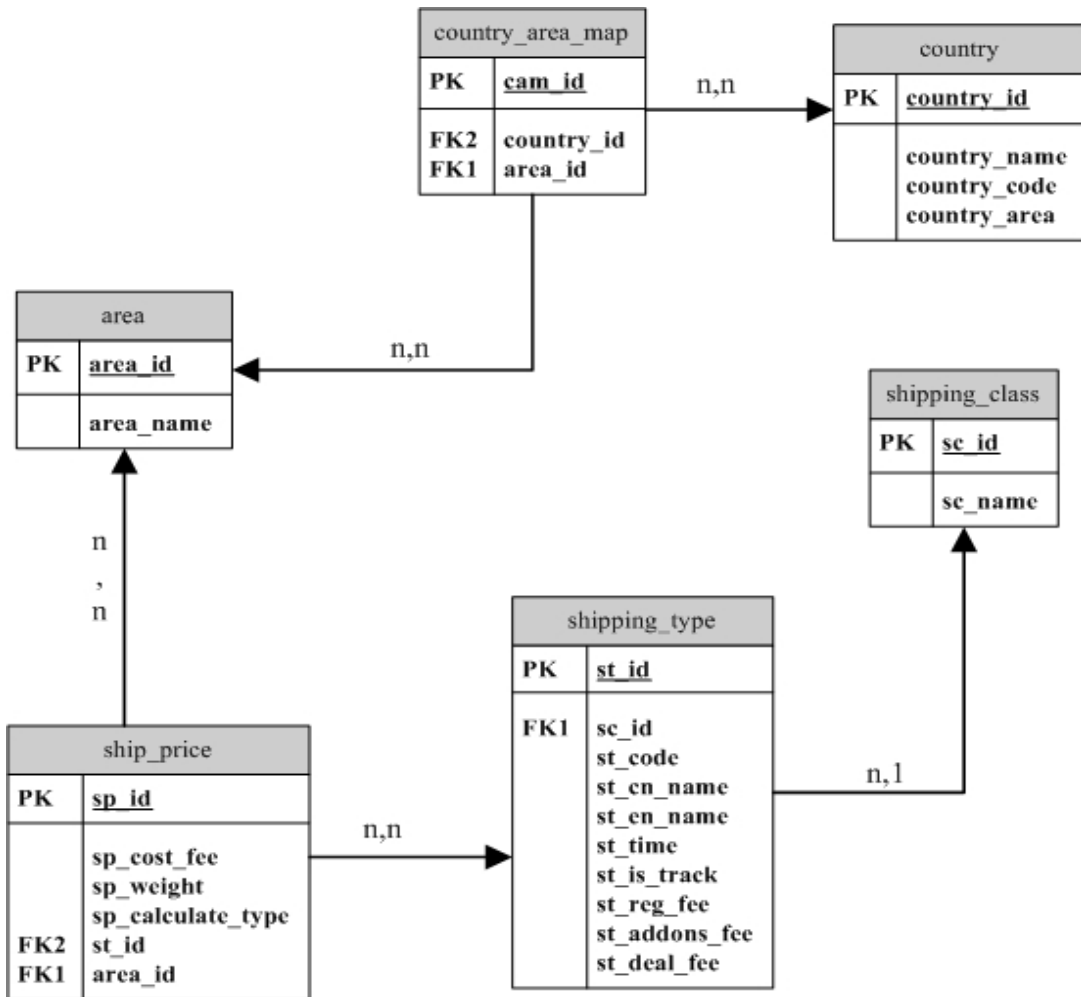 country_area_map
PK cam_id
FK2 country_id
FK1 area_id
n,n
country
PK country_id
country_name
country_code
country_area
area
PK area_id
area_name
n,n
shipping_class
PK sc_id
sc_name
n
,
n
shipping_type
PK st_id
FK1 sc_id
st_code
st_cn_name
st_en_name
st_time
st_is_track
st_reg_fee
st_addons_fee
st_deal_fee
n,1
ship_price
PK sp_id
sp_cost_fee
sp_weight
sp_calculate_type
FK2 st_id
FK1 area_id
n,n